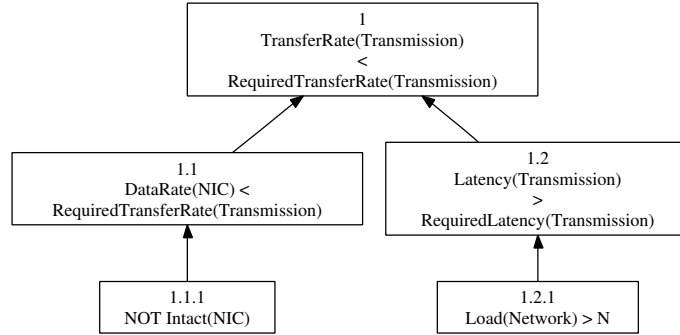 1
TransferRate(Transmission)
<
RequiredTransferRate(Transmission)
1.1
DataRate(NIC) <
RequiredTransferRate(Transmission)
1.2
Latency(Transmission)
>
RequiredLatency(Transmission)
1.1.1
NOT Intact(NIC)
1.2.1
Load(Network) > N